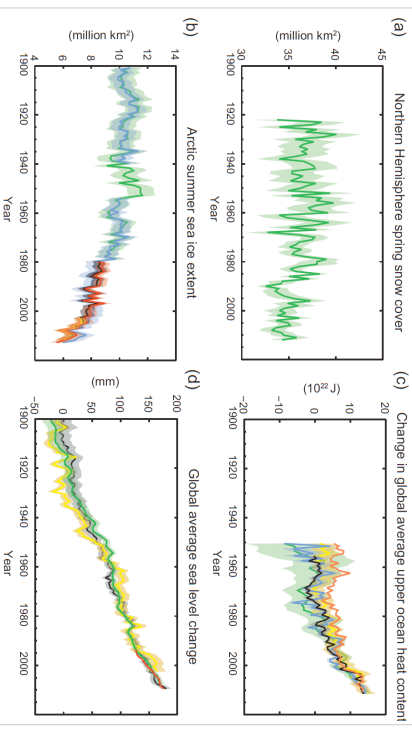 (a) Northern Hemisphere spring snow cover
(million km²)
45
40
35
1900 1920 1940 1960 1980 2000
Year
(b) Arctic summer sea ice extent
(million km²)
14
12
10
8
6
4
1900 1920 1940 1960 1980 2000
Year
(c) Change in global average upper ocean heat content
(10²² J)
20
10
0
−10
−20
1900 1920 1940 1960 1980 2000
Year
(d) Global average sea level change
(mm)
200
150
100
50
0
−50
1900 1920 1940 1960 1980 2000
Year